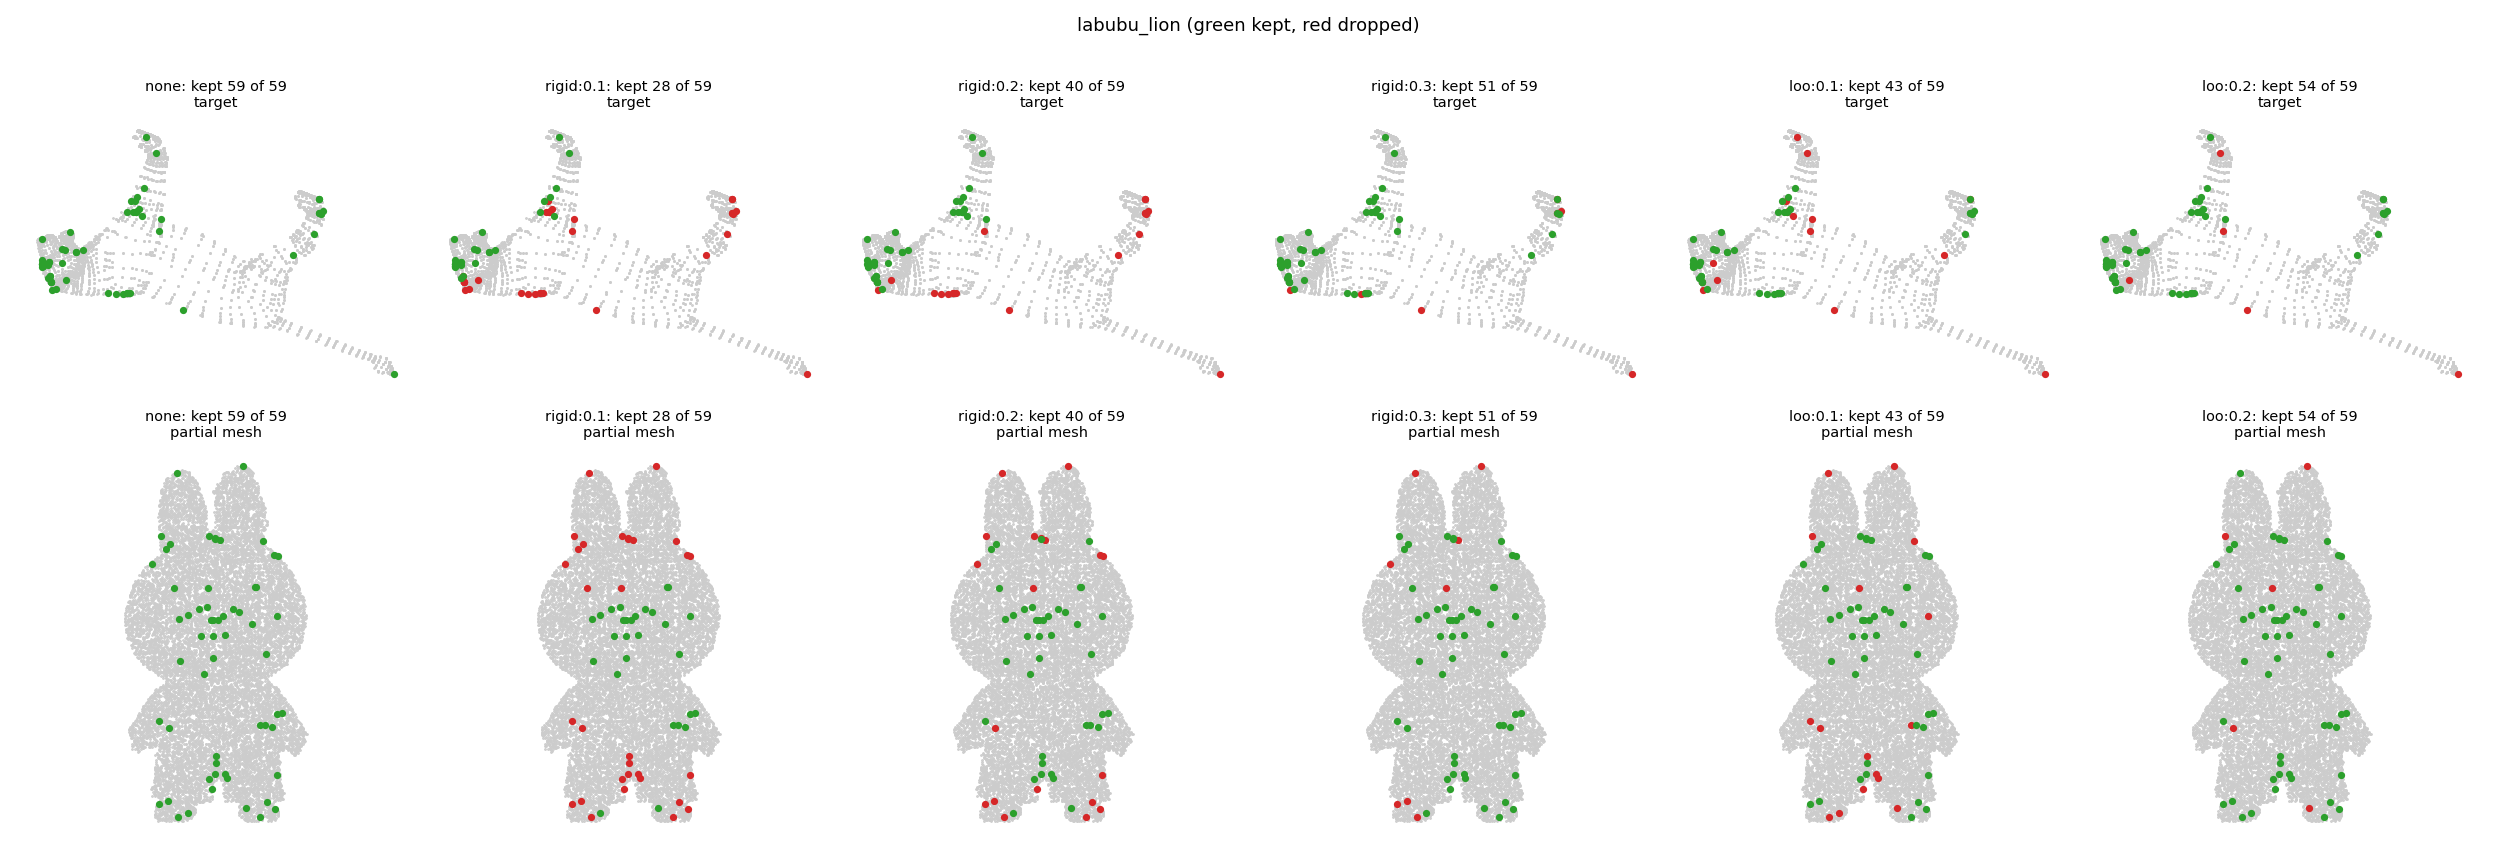 labubu_lion (green kept, red dropped)
none: kept 59 of 59
target
rigid:0.1: kept 28 of 59
target
rigid:0.2: kept 40 of 59
target
rigid:0.3: kept 51 of 59
target
loo:0.1: kept 43 of 59
target
loo:0.2: kept 54 of 59
target
none: kept 59 of 59
partial mesh
rigid:0.1: kept 28 of 59
partial mesh
rigid:0.2: kept 40 of 59
partial mesh
rigid:0.3: kept 51 of 59
partial mesh
loo:0.1: kept 43 of 59
partial mesh
loo:0.2: kept 54 of 59
partial mesh